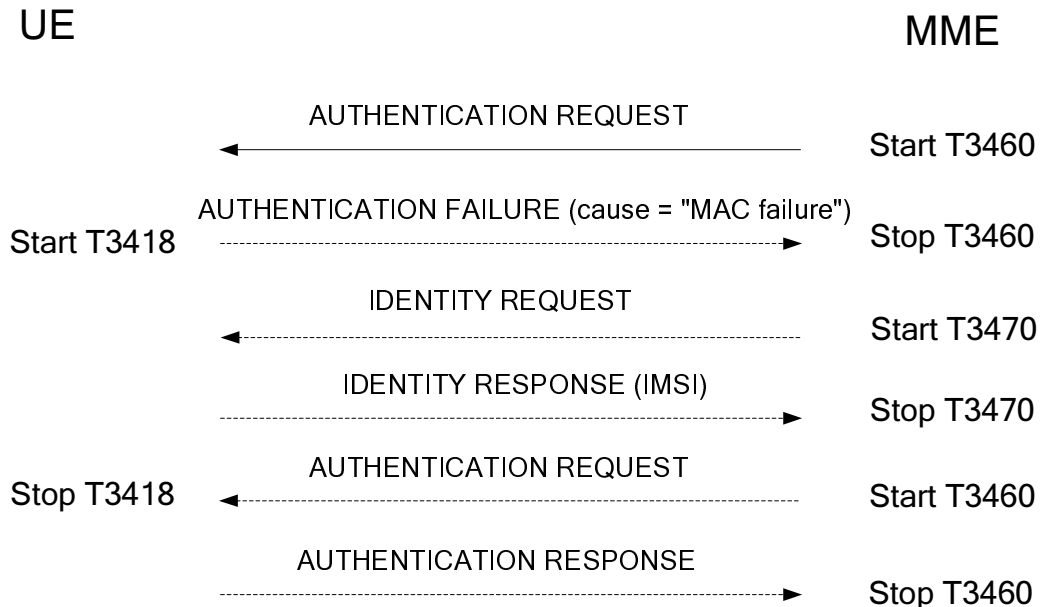 UE
MME
AUTHENTICATION REQUEST
Start T3460
AUTHENTICATION FAILURE (cause = "MAC failure")
Start T3418
Stop T3460
IDENTITY REQUEST
Start T3470
IDENTITY RESPONSE (IMSI)
Stop T3470
AUTHENTICATION REQUEST
Stop T3418
Start T3460
AUTHENTICATION RESPONSE
Stop T3460